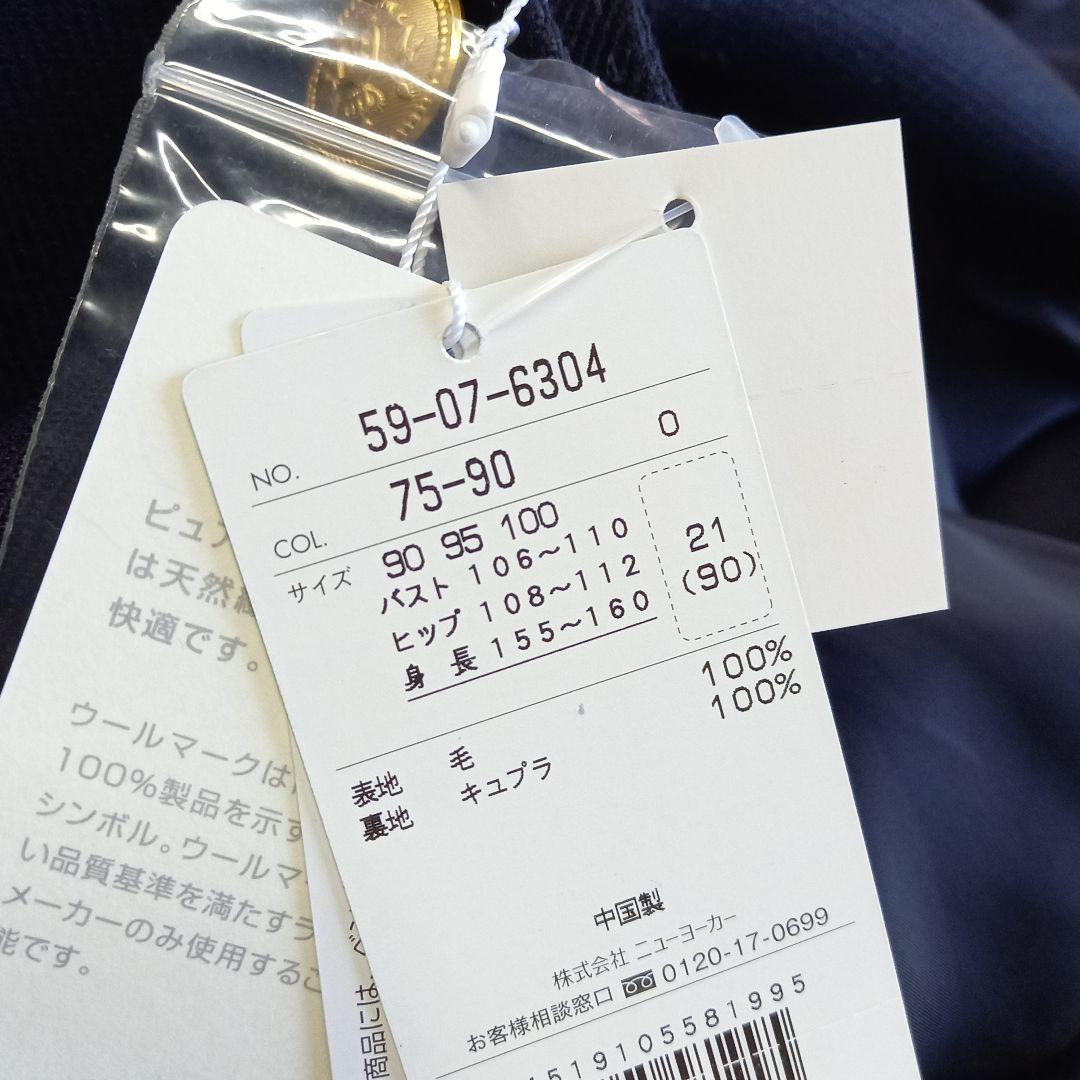 59-07-6304
NO.
0
75-90
COL.
サイズ
90 95 100
バスト 106〜110
ヒップ 108〜112
身 長 155〜160
21
(90)
表地 毛 100%
裏地 キュプラ 100%
中国製
株式会社 ニューヨーカー
お客様相談窓口 0120-17-0699
19105581995
ピュア
は天然
快適です。
ウールマークは
100%製品を示す
シンボル。ウールマ
い品質基準を満たす
メーカーのみ使用するこ
能です。
商品には、